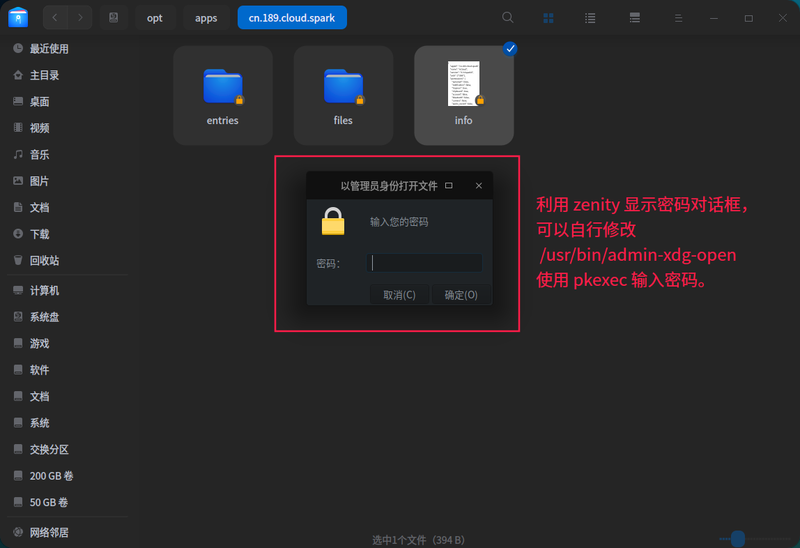 opt
apps
cn.189.cloud.spark
最近使用
主目录
桌面
视频
音乐
图片
文档
下载
回收站
计算机
系统盘
游戏
软件
文档
系统
交换分区
200 GB 卷
50 GB 卷
网络邻居
entries
files
info
以管理员身份打开文件
输入您的密码
密码：
取消(C)
确定(O)
利用 zenity 显示密码对话框，
可以自行修改
/usr/bin/admin-xdg-open
使用 pkexec 输入密码。
选中1个文件（394 B）